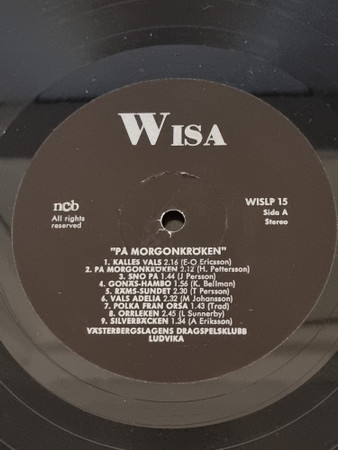 WISA
ncb
All rights
reserved
WISLP 15
Sida A
Stereo
"PÅ MORGONKRÖKEN"
1. KALLES VALS 2.16 (E-O Ericsson)
2. PÅ MORGONKRÖKEN 2.12 (H. Pettersson)
3. SNO PÅ 1.44 (J Persson)
4. GONÄS-HAMBO 1.56 (K. Bellman)
5. RÄMS-SUNDET 2.30 (T Persson)
6. VALS ADELIA 2.32 (M Johansson)
7. POLKA FRÅN ORSA 1.43 (Trad)
8. ORRLEKEN 2.45 (L Sunnerby)
9. SILVERBÄCKEN 1.34 (A Eriksson)
VÄSTERBERGSLAGENS DRAGSPELSKLUBB
LUDVIKA